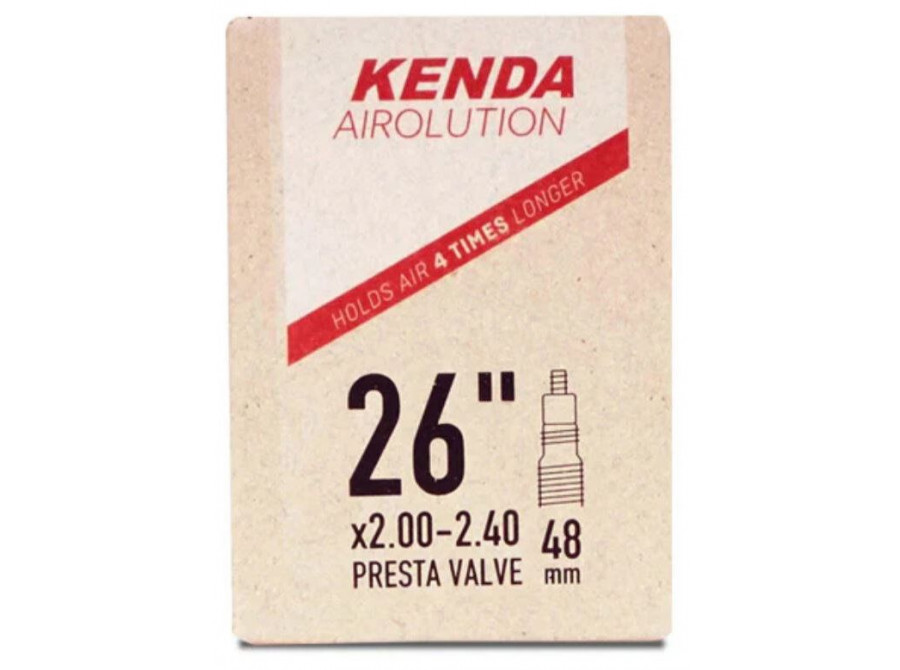 KENDA
AIROLUTION
HOLDS AIR 4 TIMES LONGER
26"
x2.00-2.40
PRESTA VALVE
48
mm